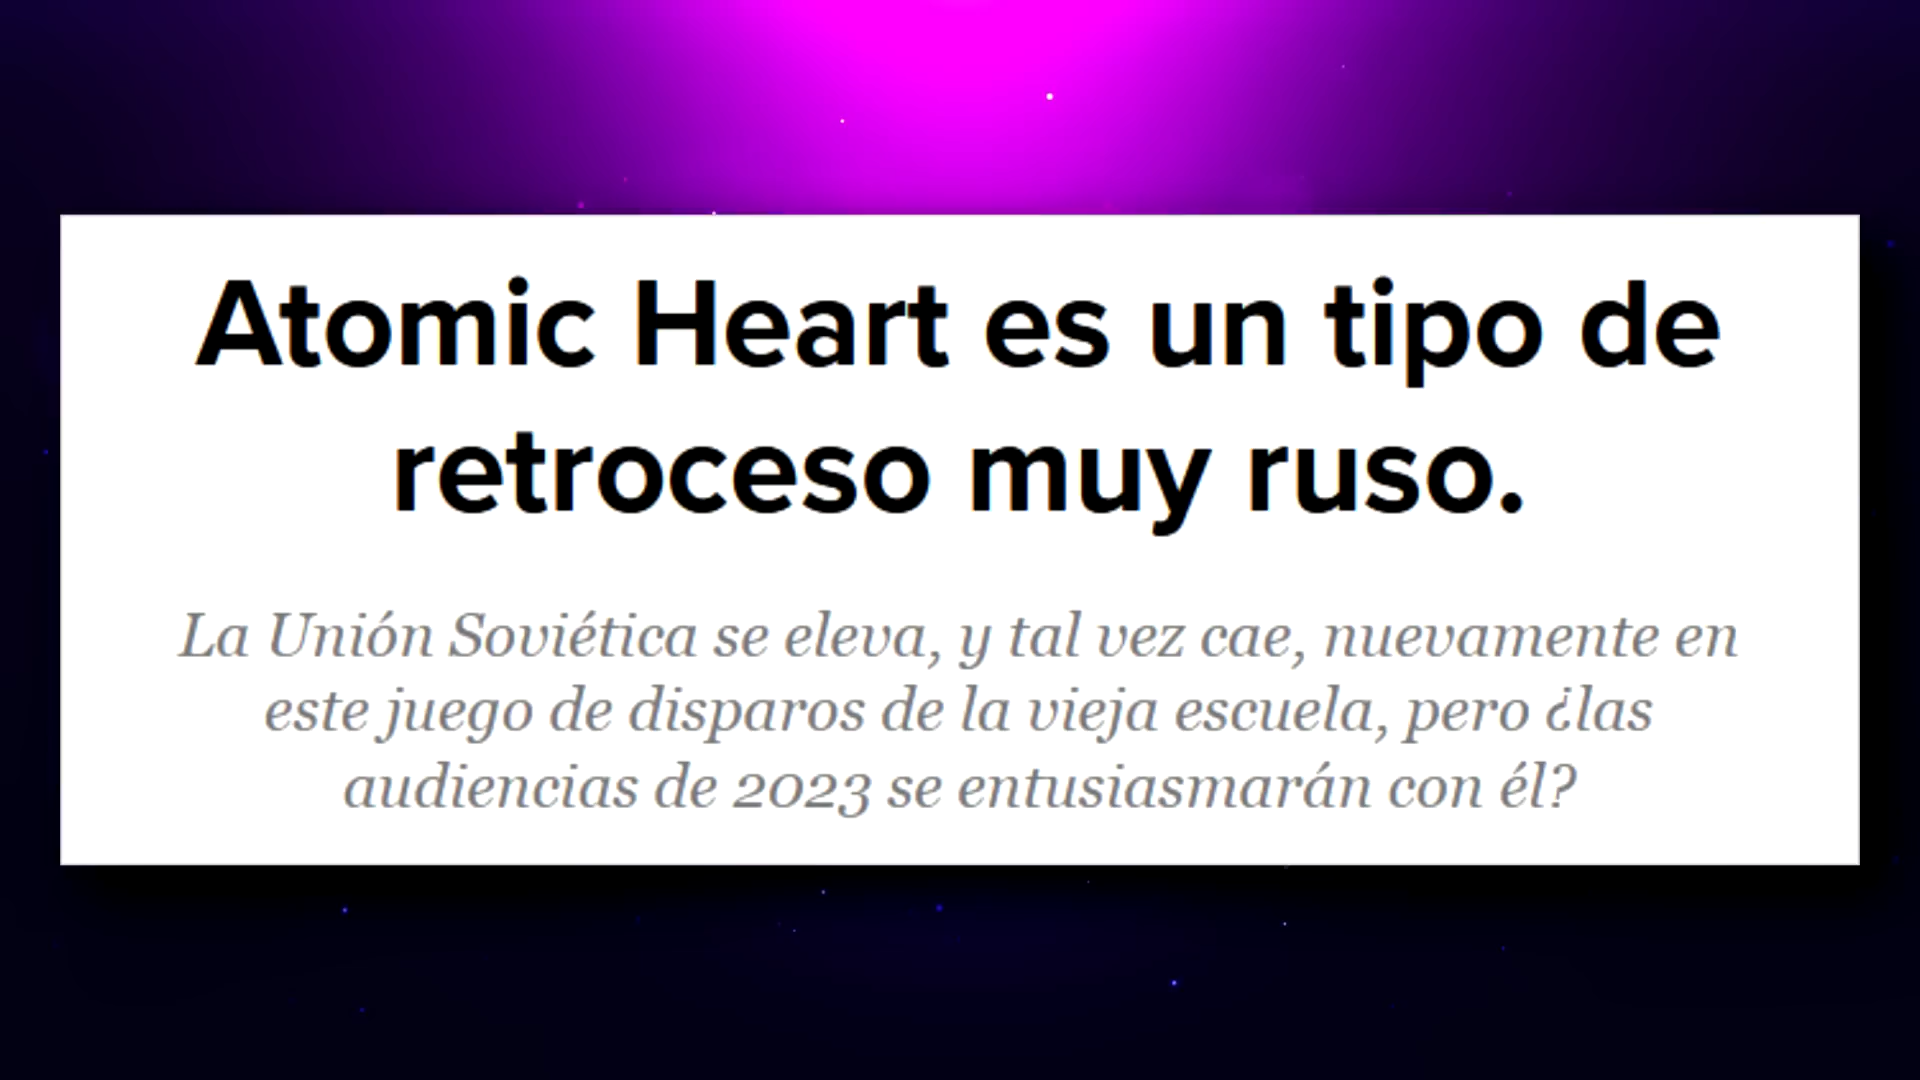 Atomic Heart es un tipo de
retroceso muy ruso.
La Unión Soviética se eleva, y tal vez cae, nuevamente en
este juego de disparos de la vieja escuela, pero ¿las
audiencias de 2023 se entusiasmarán con él?